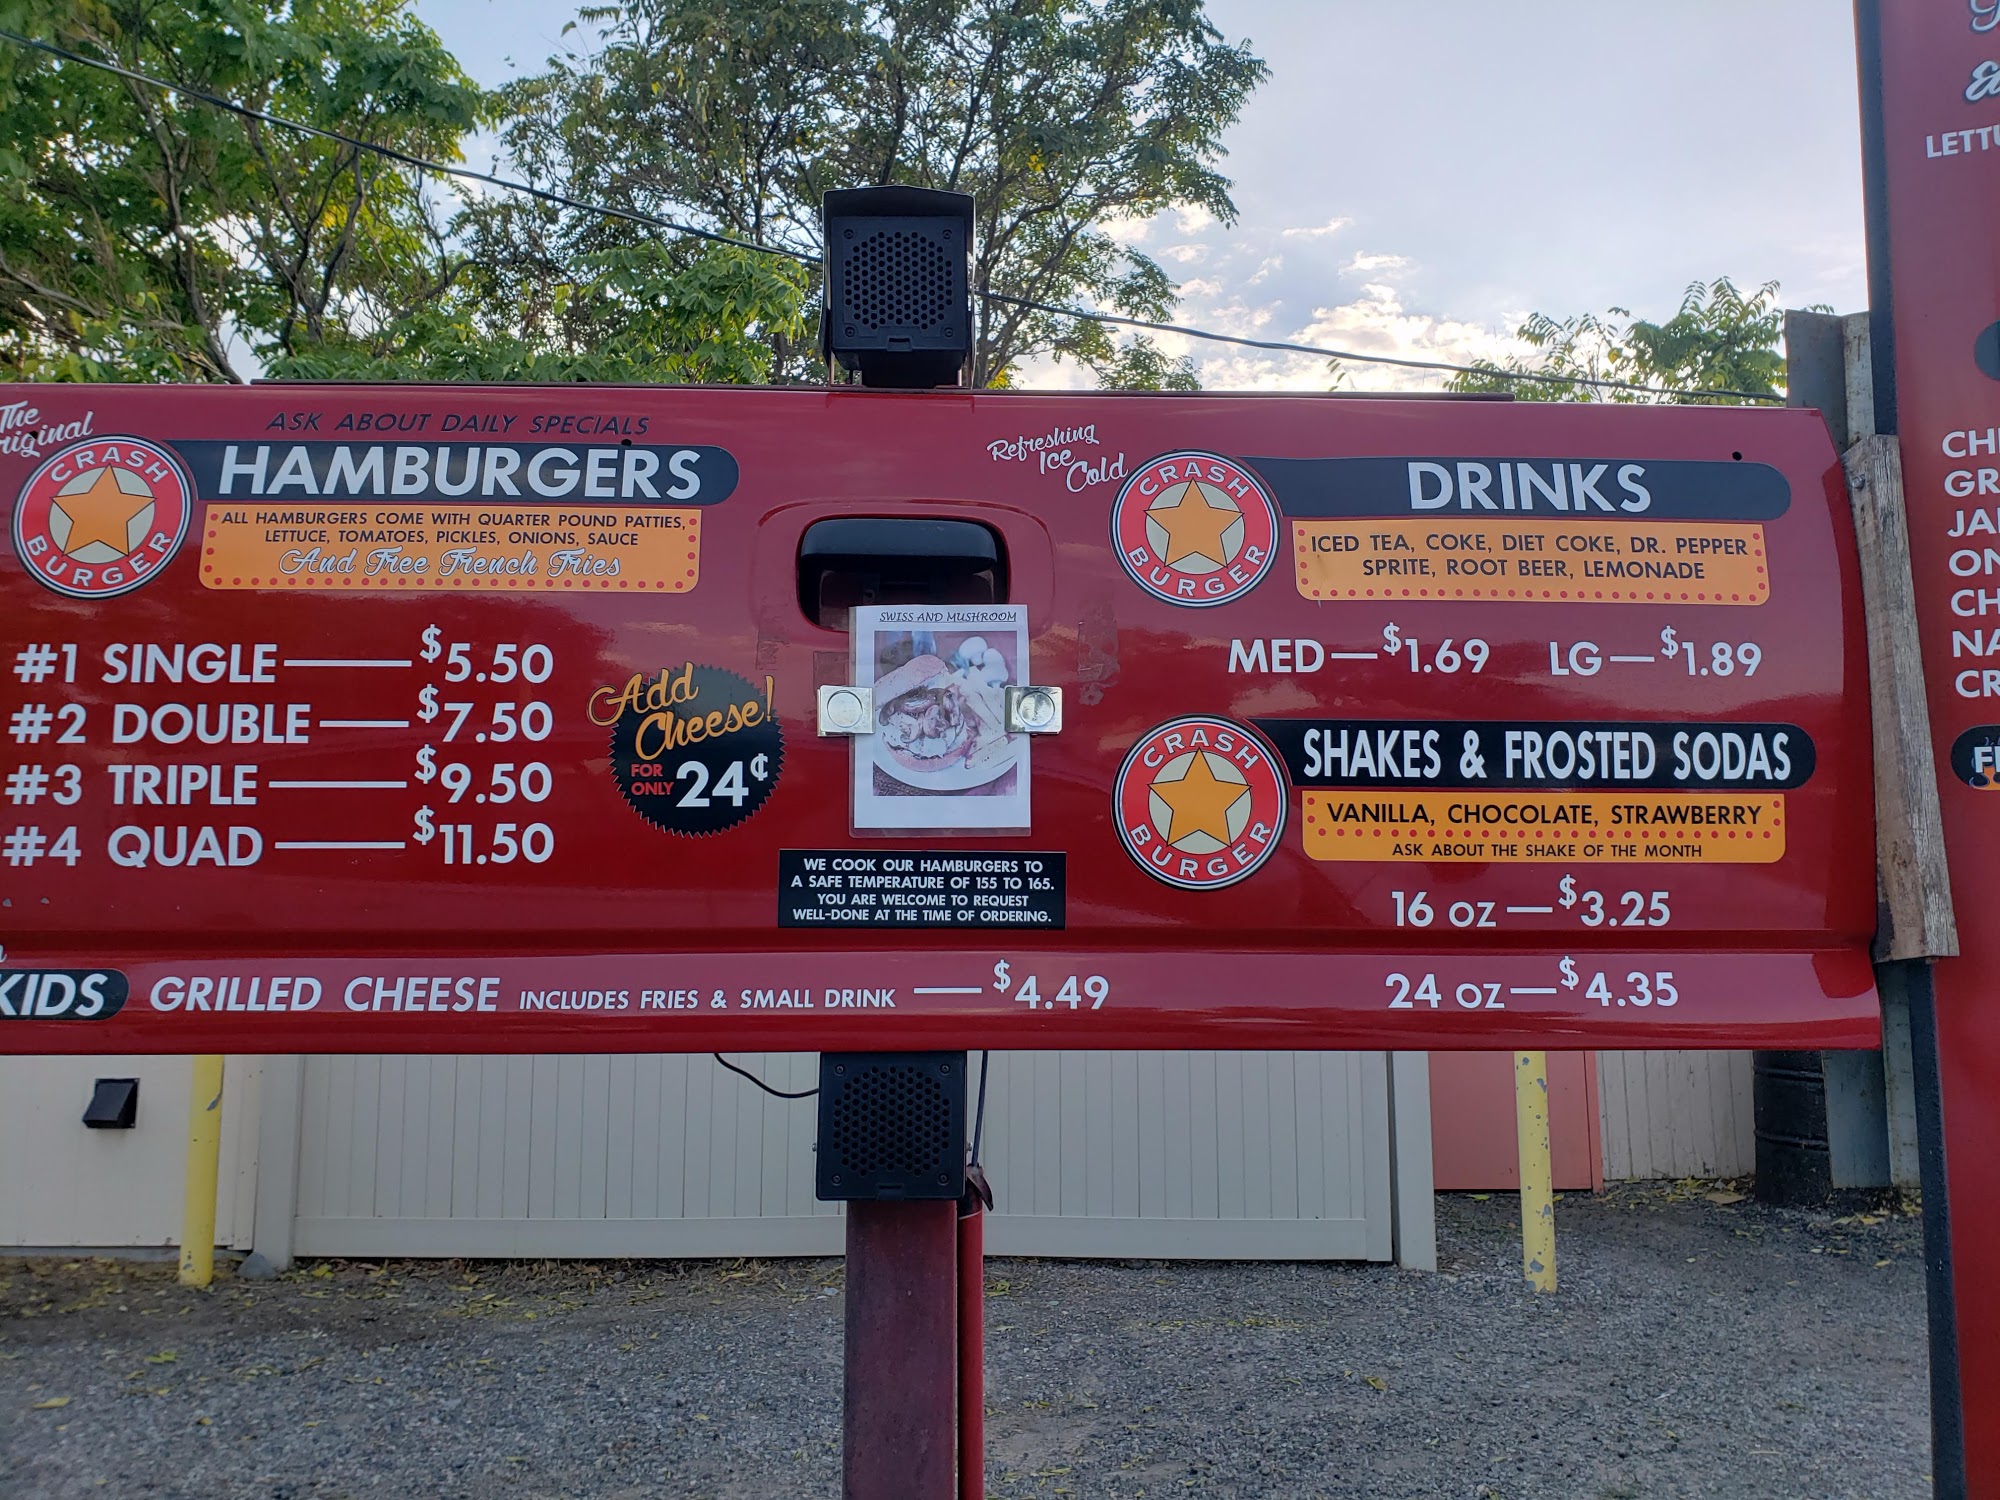 The
ASK ABOUT DAILY SPECIALS
CRASH
BURGER
HAMBURGERS
ALL HAMBURGERS COME WITH QUARTER POUND PATTIES,
LETTUCE, TOMATOES, PICKLES, ONIONS, SAUCE
And Free French Fries
#1 SINGLE $5.50
#2 DOUBLE $7.50
#3 TRIPLE $9.50
#4 QUAD $11.50
Add
Cheese!
FOR
ONLY 24¢
SWISS AND MUSHROOM
WE COOK OUR HAMBURGERS TO
A SAFE TEMPERATURE OF 155 TO 165.
YOU ARE WELCOME TO REQUEST
WELL-DONE AT THE TIME OF ORDERING.
KIDS GRILLED CHEESE INCLUDES FRIES & SMALL DRINK $4.49
Refreshing
Ice
Cold
CRASH
BURGER
DRINKS
ICED TEA, COKE, DIET COKE, DR. PEPPER
SPRITE, ROOT BEER, LEMONADE
MED $1.69 LG $1.89
CRASH
BURGER
SHAKES & FROSTED SODAS
VANILLA, CHOCOLATE, STRAWBERRY
ASK ABOUT THE SHAKE OF THE MONTH
16 OZ $3.25
24 OZ $4.35